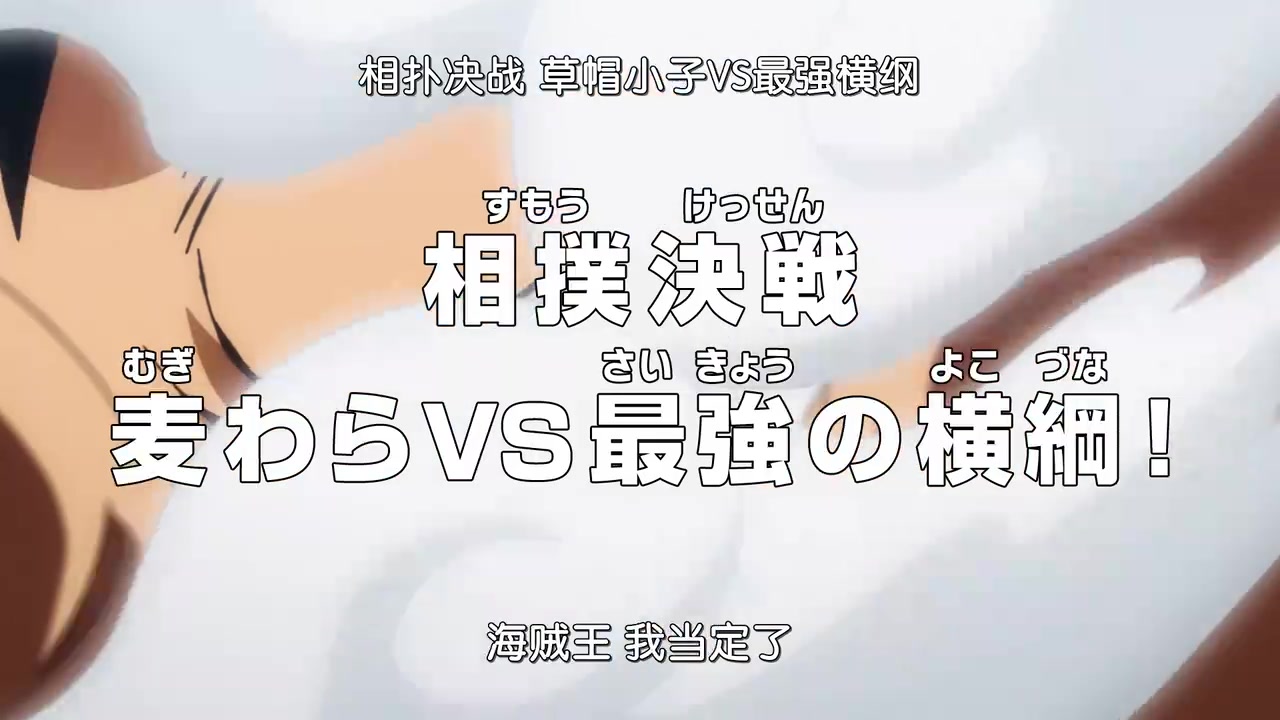 相扑决战 草帽小子VS最强横纲
すもう けっせん
相撲決戦
むぎ さい きょう よこ づな
麦わらVS最強の横綱!
海贼王 我当定了